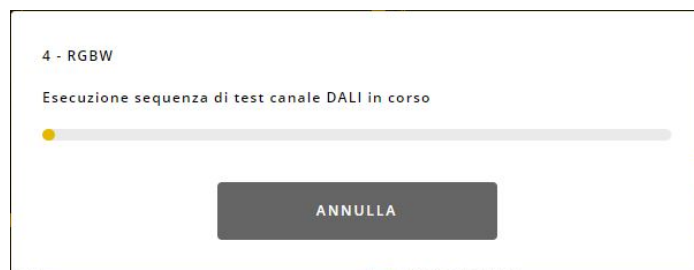 4 - RGBW
Esecuzione sequenza di test canale DALI in corso
ANNULLA